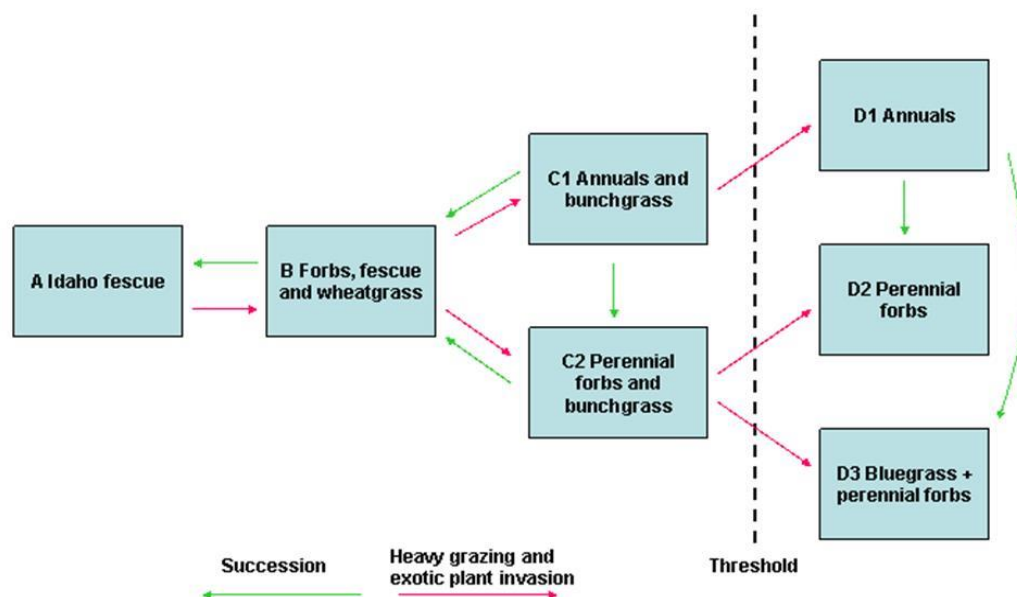 A Idaho fescue
B Forbs, fescue
and wheatgrass
C1 Annuals and
bunchgrass
C2 Perennial
forbs and
bunchgrass
D1 Annuals
D2 Perennial
forbs
D3 Bluegrass +
perennial forbs
Succession
Heavy grazing and
exotic plant invasion
Threshold